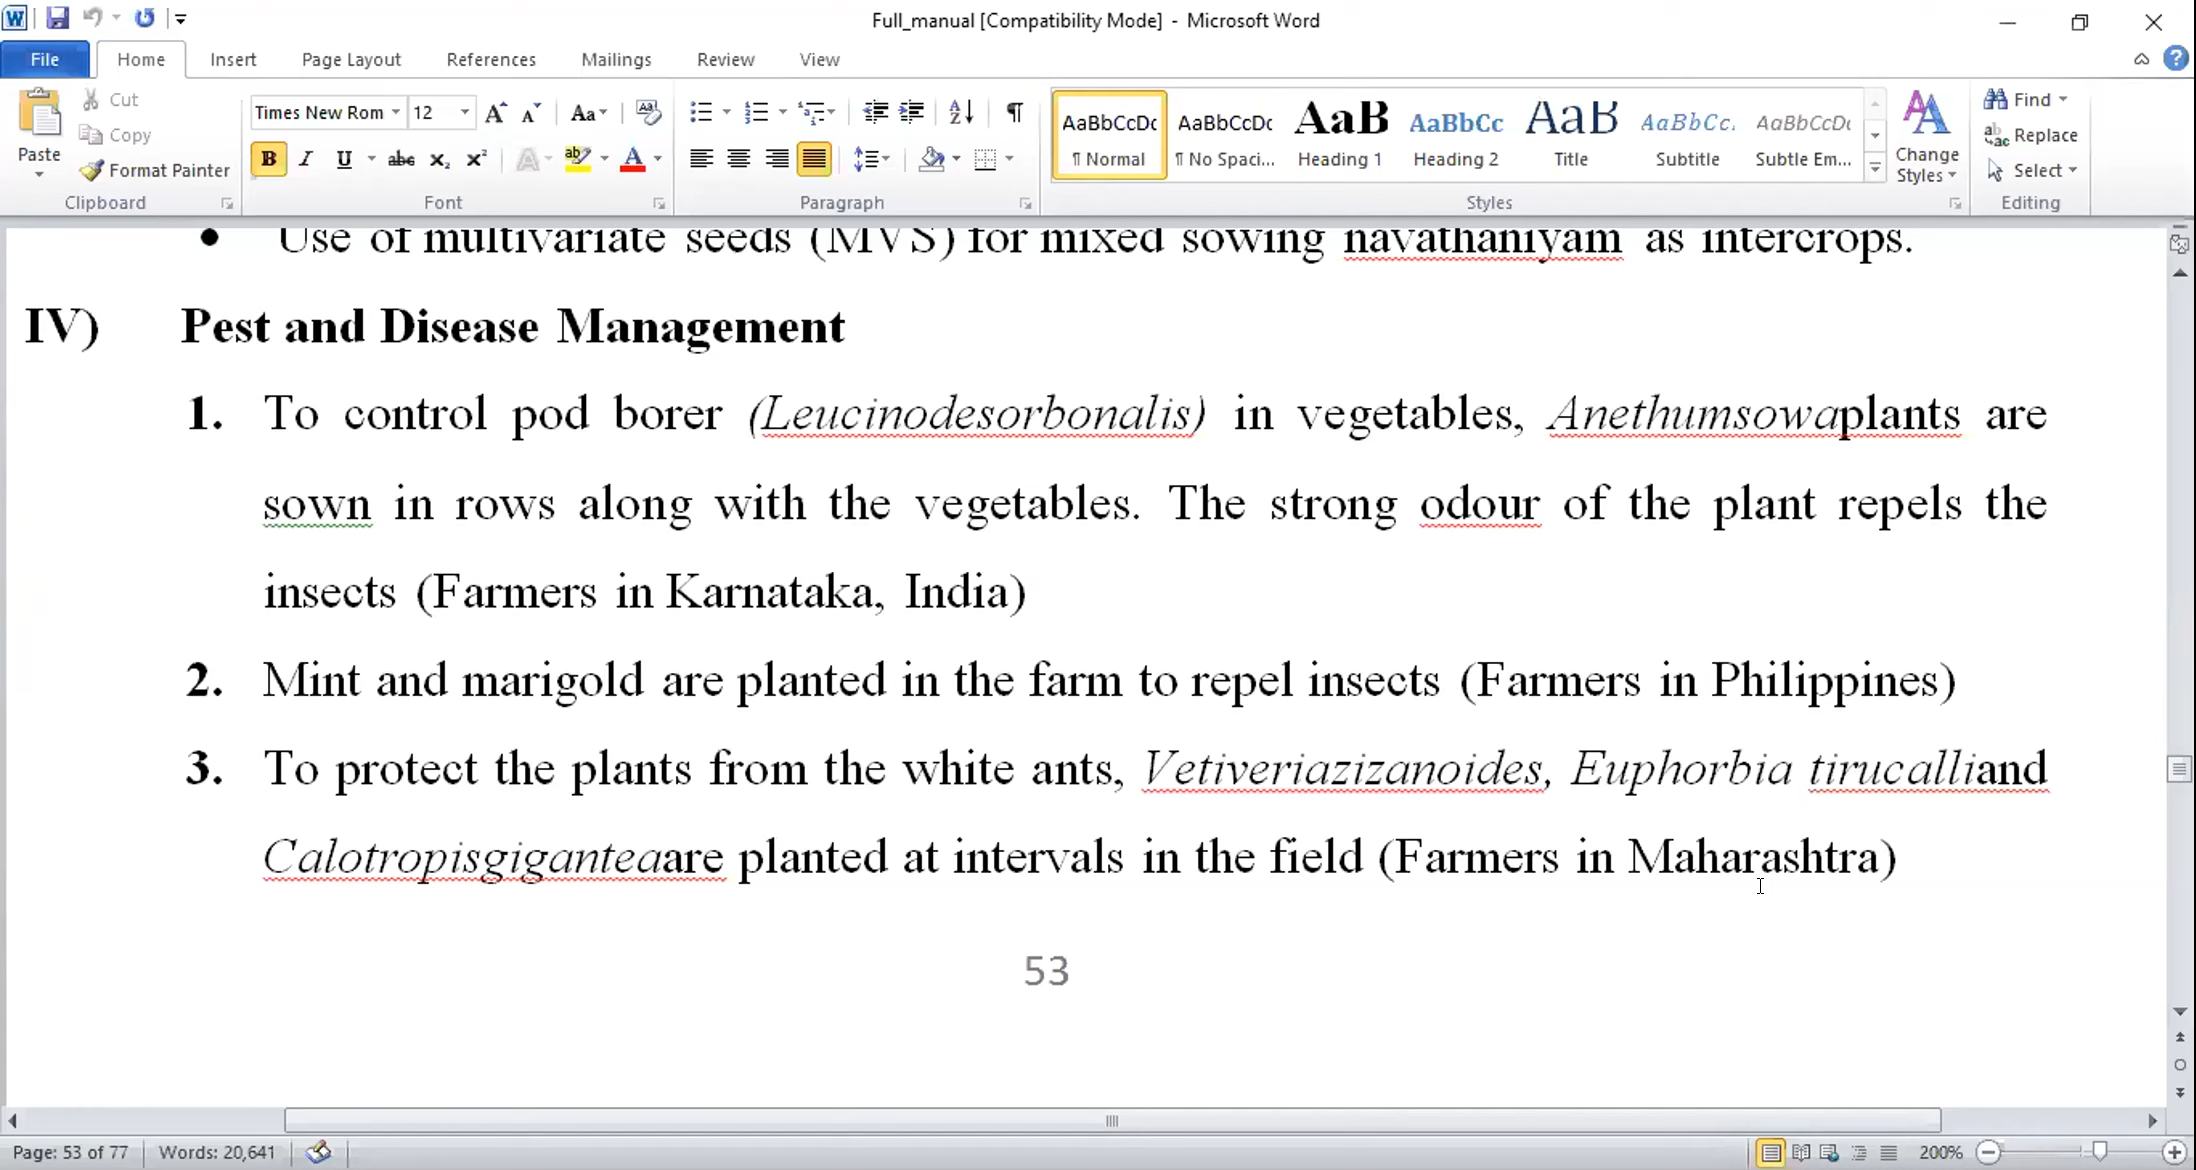 Full_manual [Compatibility Mode] - Microsoft Word
File Home Insert Page Layout References Mailings Review View
Paste Cut Copy Format Painter
Times New Rom 12
AaBbCcDc AaBbCcDc AaB AaBbCc AaB AaBbCc. AaBbCcDc
¶ Normal ¶ No Spaci... Heading 1 Heading 2 Title Subtitle Subtle Em...
Change Styles
Find Replace Select
Clipboard Font Paragraph Styles Editing
• Use of multivariate seeds (MVS) for mixed sowing navathaniyam as intercrops.
IV) Pest and Disease Management
1. To control pod borer (Leucinodesorbonalis) in vegetables, Anethumsowaplants are
sown in rows along with the vegetables. The strong odour of the plant repels the
insects (Farmers in Karnataka, India)
2. Mint and marigold are planted in the farm to repel insects (Farmers in Philippines)
3. To protect the plants from the white ants, Vetiveriazizanoides, Euphorbia tirucalliand
Calotropisgiganteaare planted at intervals in the field (Farmers in Maharashtra)
53
Page: 53 of 77 Words: 20,641 200%